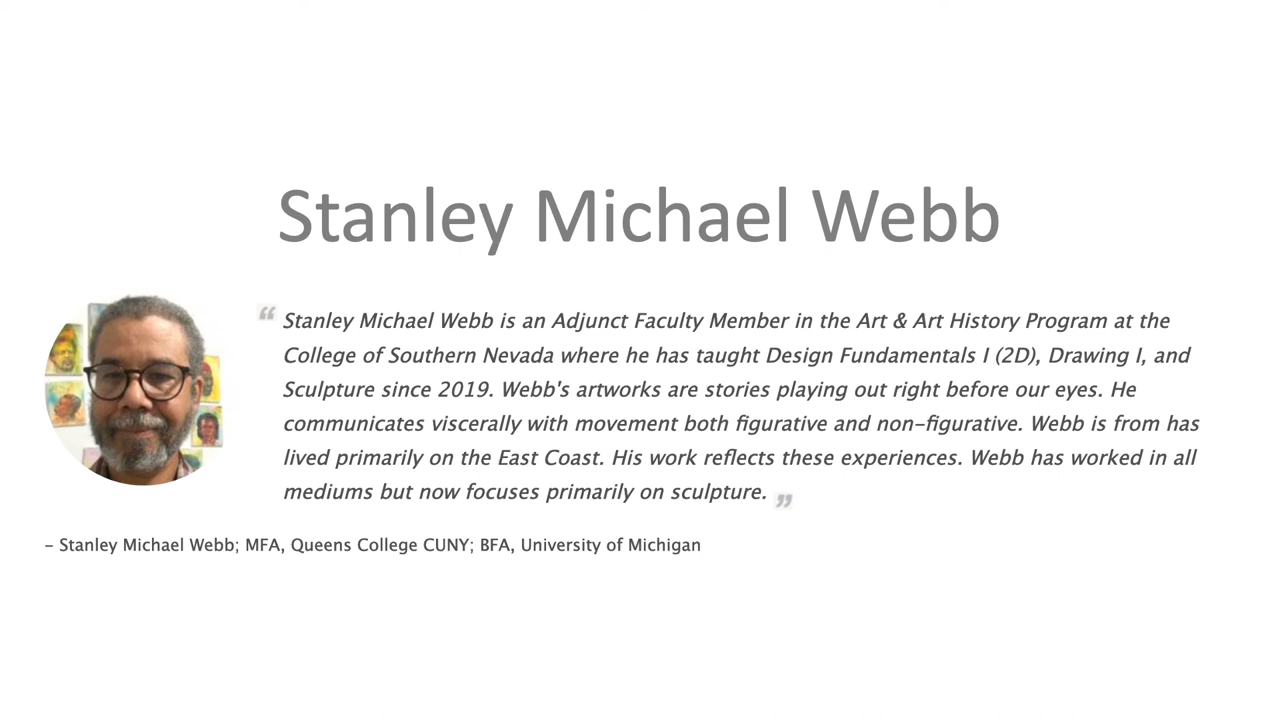 Stanley Michael Webb
“ Stanley Michael Webb is an Adjunct Faculty Member in the Art & Art History Program at the
College of Southern Nevada where he has taught Design Fundamentals I (2D), Drawing I, and
Sculpture since 2019. Webb's artworks are stories playing out right before our eyes. He
communicates viscerally with movement both figurative and non-figurative. Webb is from has
lived primarily on the East Coast. His work reflects these experiences. Webb has worked in all
mediums but now focuses primarily on sculpture. ”
– Stanley Michael Webb; MFA, Queens College CUNY; BFA, University of Michigan